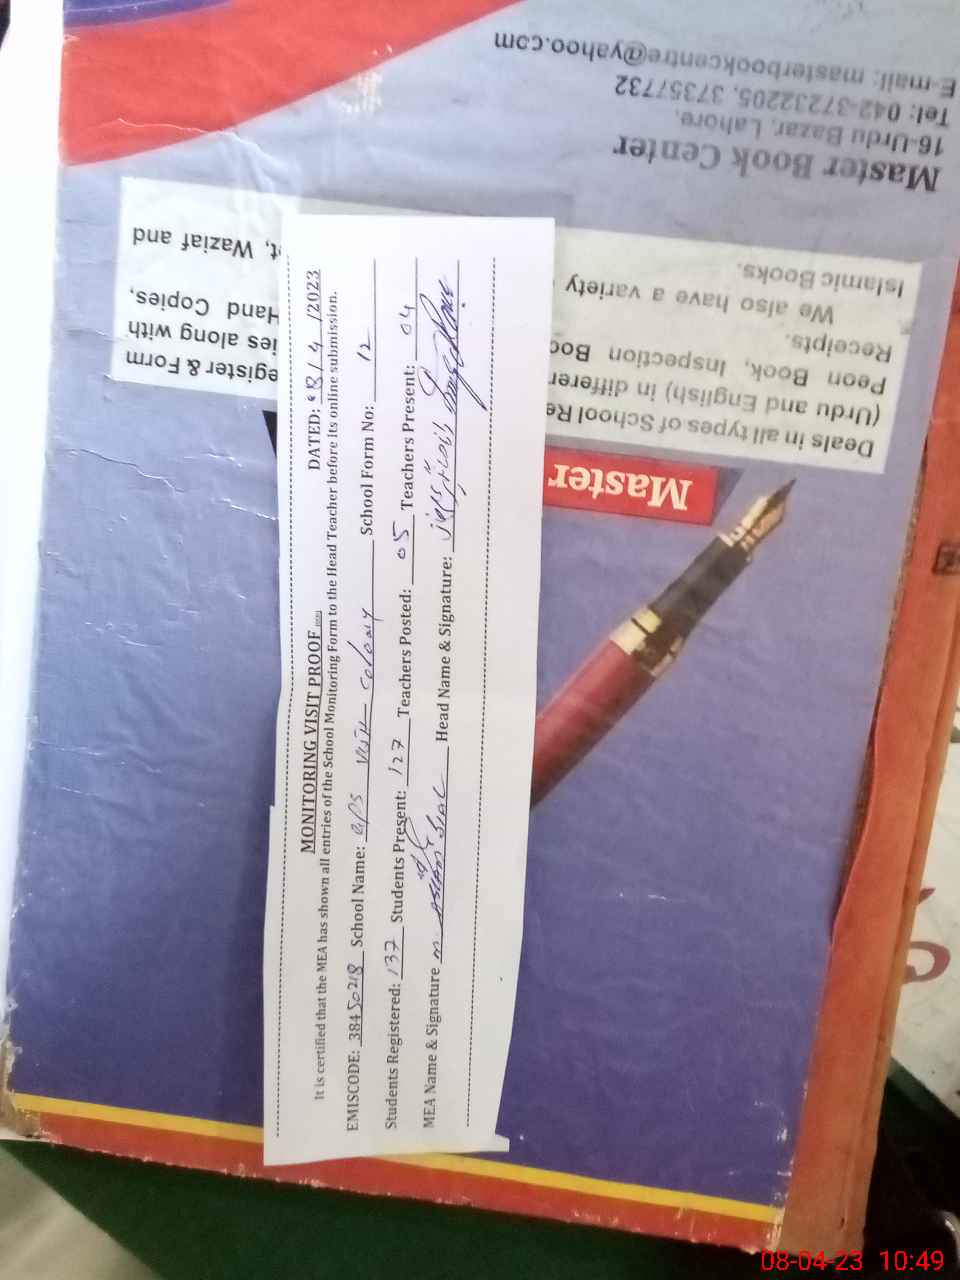 MONITORING VISIT PROOF
DATED: 8/4/2023
It is certified that the MEA has shown all entries of the School Monitoring Form to the Head Teacher before its online submission.
EMISCODE: 38450218 School Name: GPS colony School Form No: 12
Students Registered: 137 Students Present: 127 Teachers Posted: 05 Teachers Present: 04
MEA Name & Signature m. Head Name & Signature:
Master Book Center
16-Urdu Bazar, Lahore.
Tel: 042-37232205, 37357732
E-mail: masterbookcentre@yahoo.com
Master
Deals in all types of School Re
(Urdu and English) in differer
egister & Form
Peon Book, Inspection Boo
ies along with
Receipts.
Hand Copies,
We also have a variety
t, Waziaf and
Islamic Books.
08-04-23 10:49